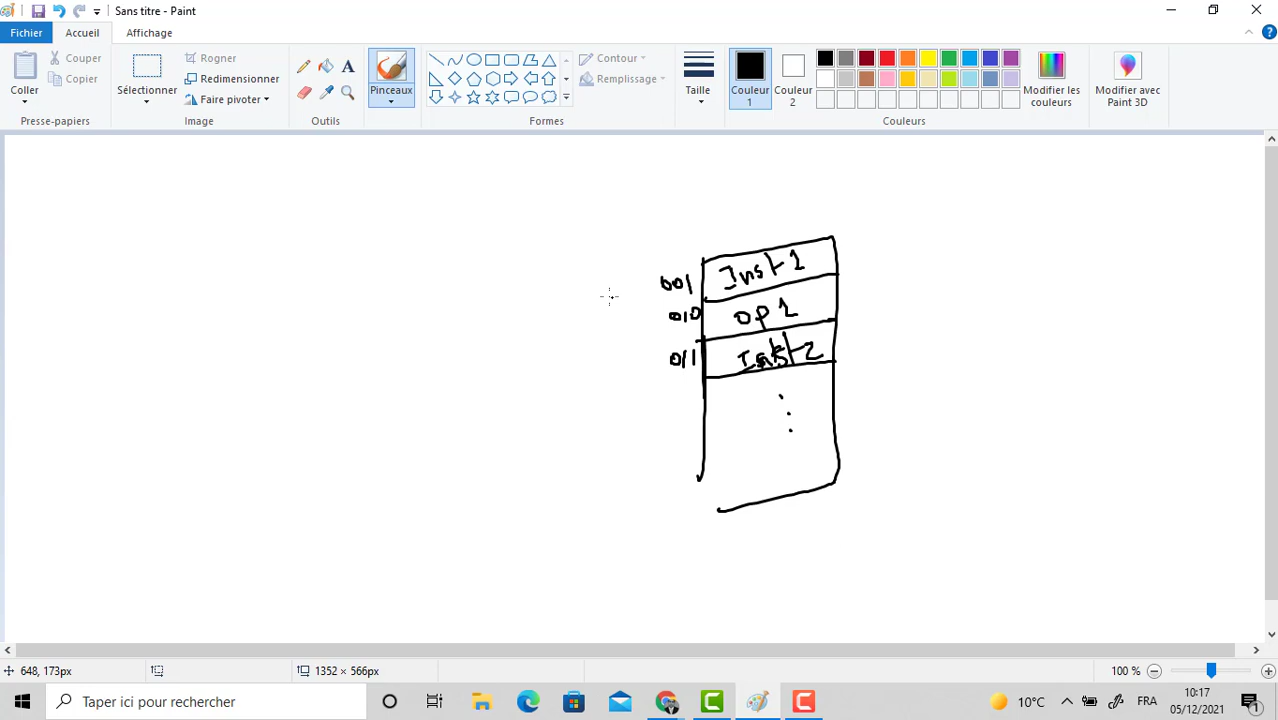 Sans titre - Paint
Fichier Accueil Affichage
Coller
Couper
Copier
Presse-papiers
Sélectionner
Rogner
Redimensionner
Faire pivoter
Image
A
Outils
Pinceaux
Contour
Remplissage
Formes
Taille
Couleur 1
Couleur 2
Modifier les couleurs
Couleurs
Modifier avec Paint 3D
001 Inst 1
010 op 1
011 Inst 2
648, 173px
1352 × 566px
100 %
Taper ici pour rechercher
10°C
FRA
10:17
05/12/2021
1